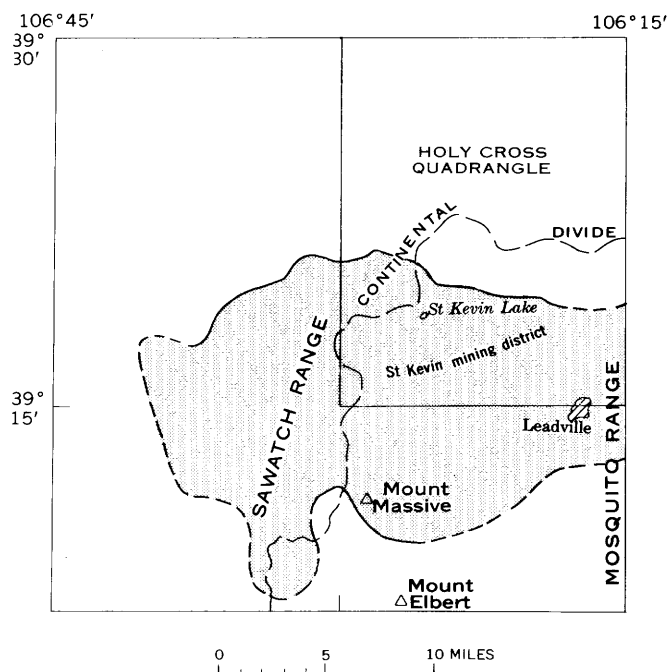 106°45'
106°15'
39°
30'
HOLY CROSS
QUADRANGLE
CONTINENTAL
DIVIDE
St Kevin Lake
St Kevin mining district
SAWATCH RANGE
39°
15'
Leadville
MOSQUITO RANGE
Mount
Massive
Mount
Elbert
0 5 10 MILES